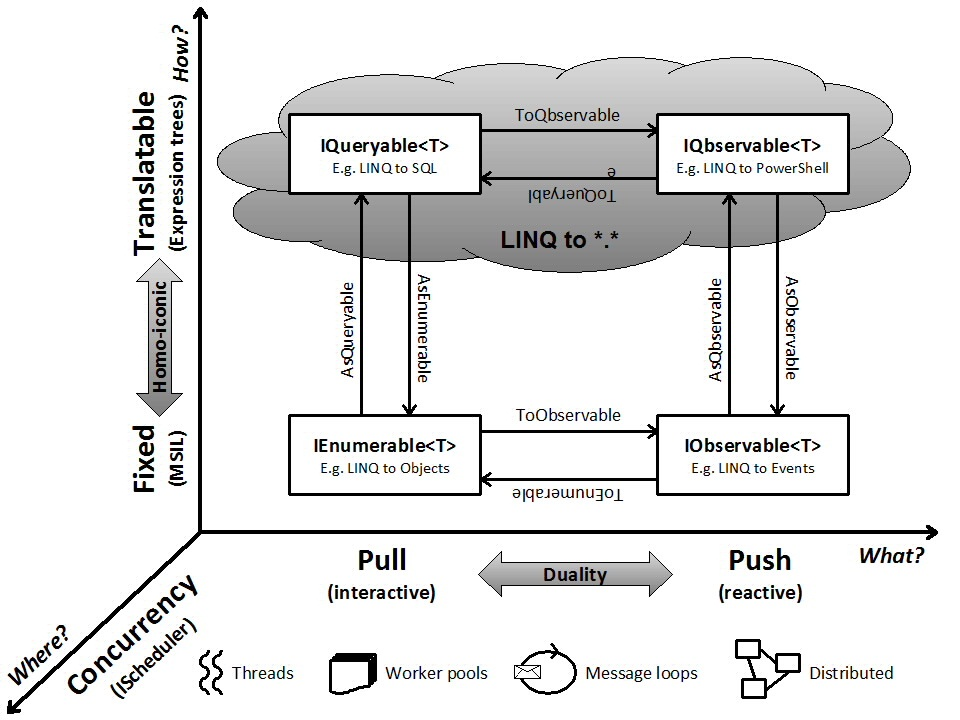 How?
Translatable
(Expression trees)
Homo-iconic
Fixed
(MSIL)
ToQbservable
IQueryable<T>
E.g. LINQ to SQL
IQbservable<T>
E.g. LINQ to PowerShell
ToQueryabl
e
LINQ to *.*
AsQueryable
AsEnumerable
AsQbservable
AsObservable
IEnumerable<T>
E.g. LINQ to Objects
ToObservable
IObservable<T>
E.g. LINQ to Events
ToEnumerable
Pull
(interactive)
Duality
Push
(reactive)
What?
Where?
Concurrency
(IScheduler)
Threads
Worker pools
Message loops
Distributed